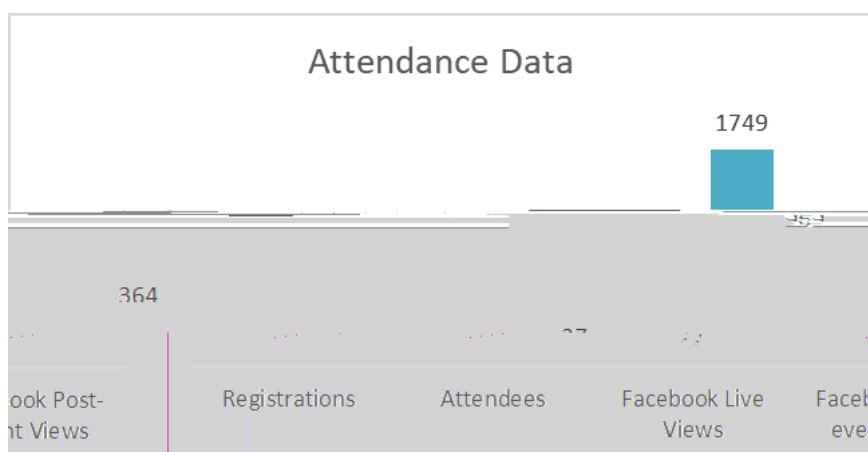 Attendance Data
1749
364
ook Post-
nt Views
Registrations
Attendees
Facebook Live
Views
Faceb
eve